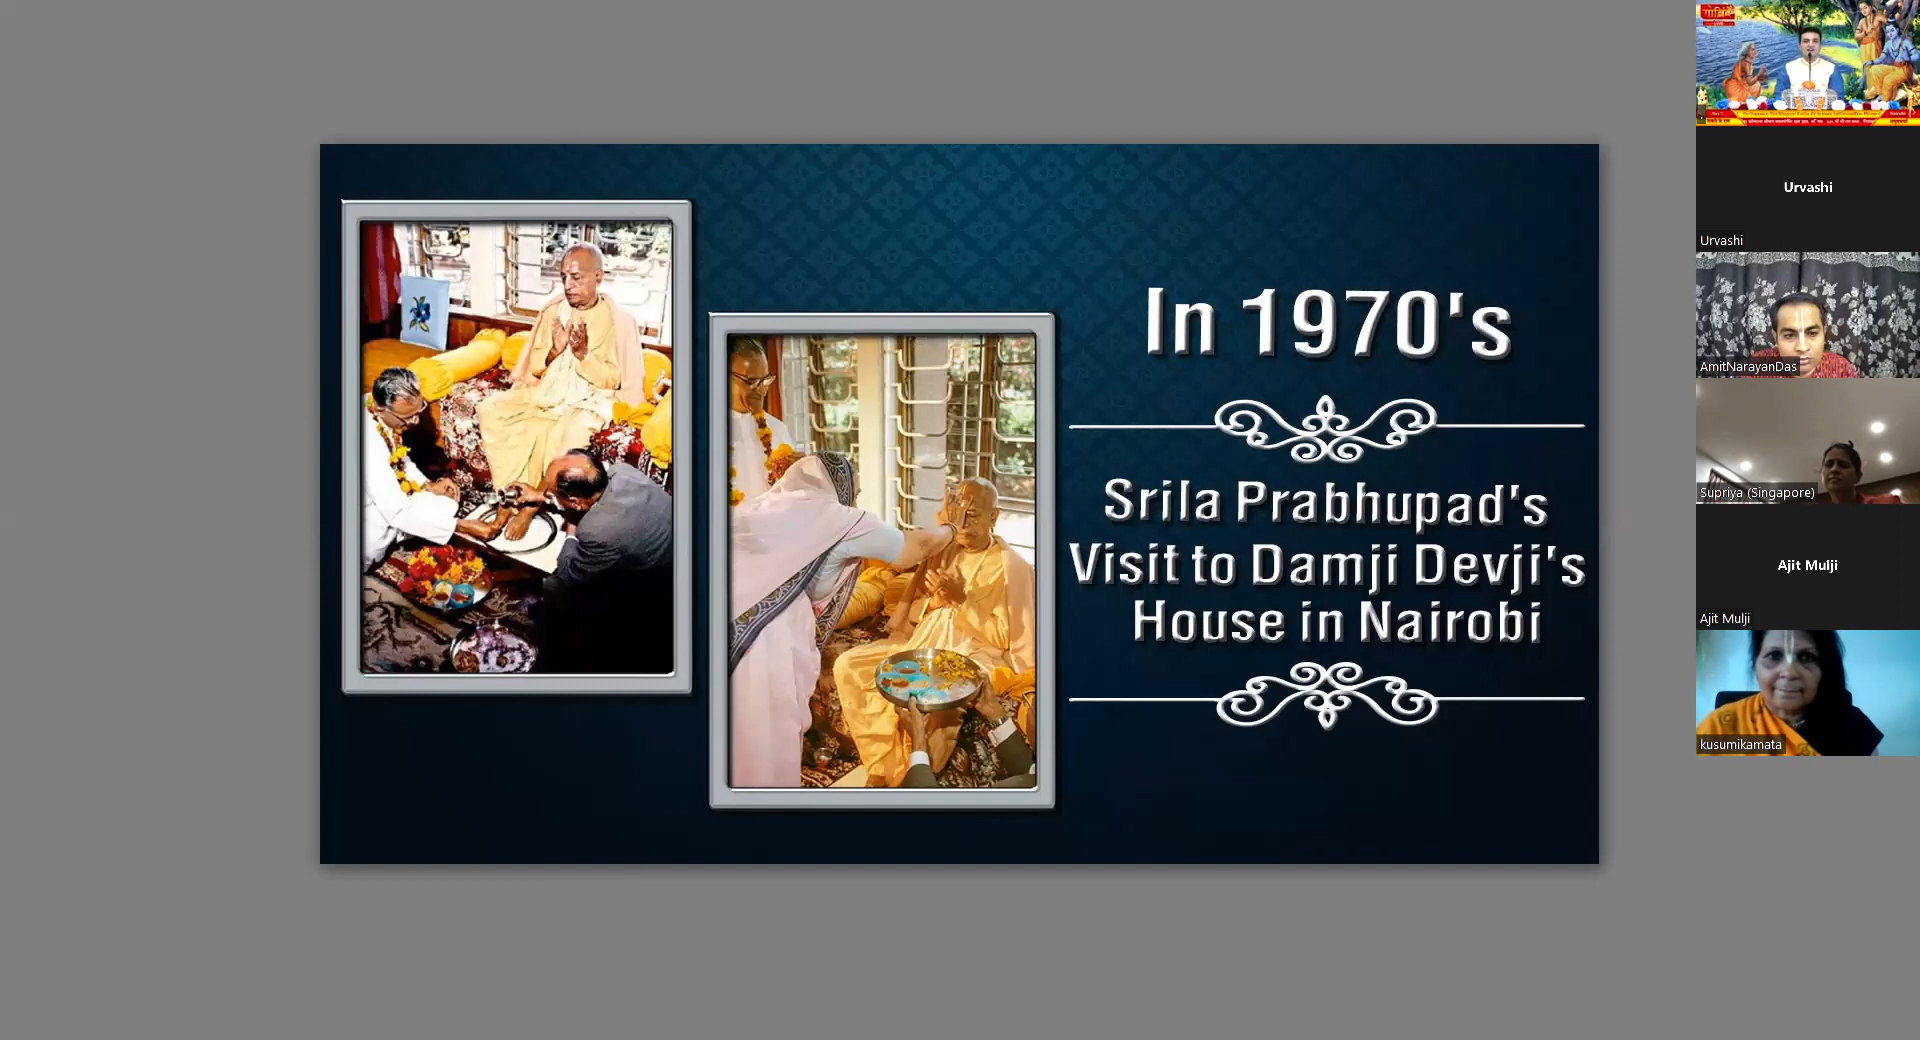 In 1970's
Srila Prabhupad's
Visit to Damji Devji's
House in Nairobi
गोविंद
Urvashi
Urvashi
AmitNarayanDas
Supriya (Singapore)
Ajit Mulji
Ajit Mulji
kusumikamata